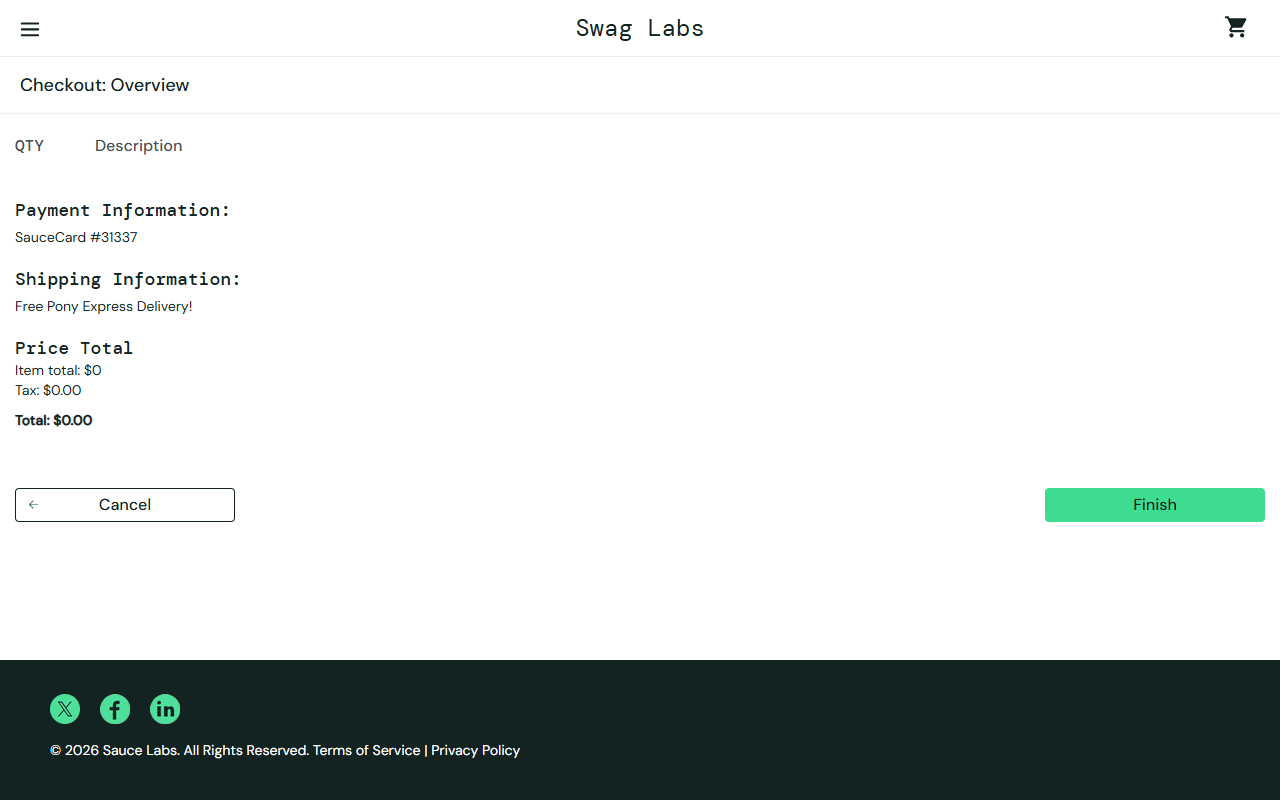 Swag Labs
Checkout: Overview
QTY Description
Payment Information:
SauceCard #31337
Shipping Information:
Free Pony Express Delivery!
Price Total
Item total: $0
Tax: $0.00
Total: $0.00
Cancel
Finish
© 2026 Sauce Labs. All Rights Reserved. Terms of Service | Privacy Policy